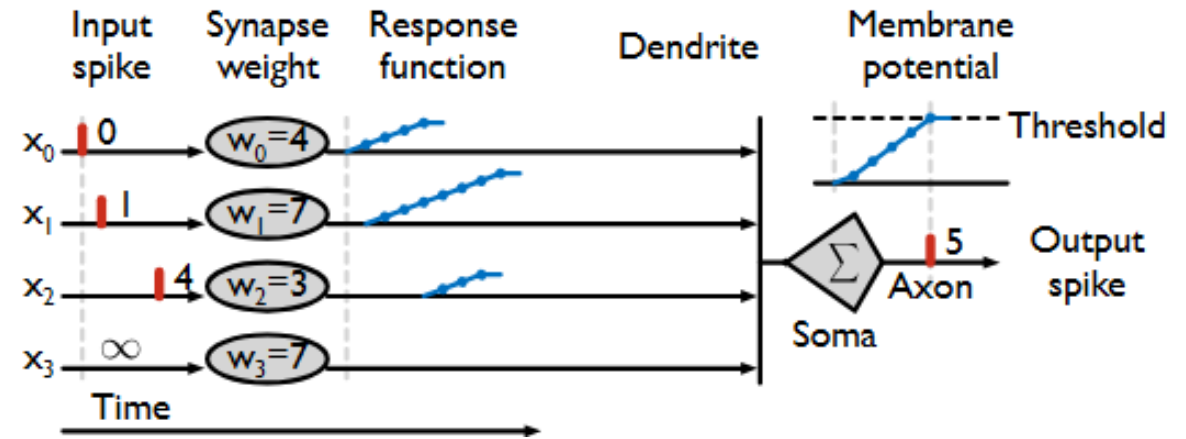 Input spike
Synapse weight
Response function
Dendrite
Membrane potential
x₀
0
w₀=4
Threshold
x₁
1
w₁=7
x₂
4
w₂=3
Σ
5
Output spike
Axon
Soma
x₃
∞
w₃=7
Time